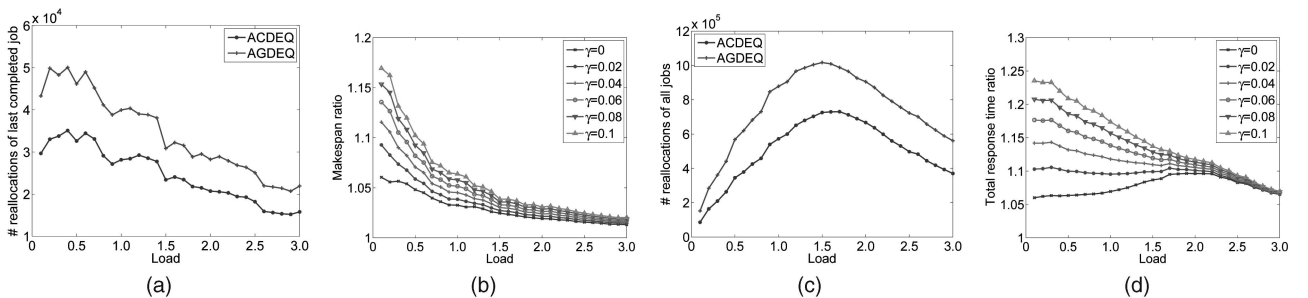 6 × 10⁴
5
4
3
2
1
0 0.5 1.0 1.5 2.0 2.5 3.0
# reallocations of last completed job
Load
ACDEQ
AGDEQ
(a)
1.2
1.15
1.1
1.05
1
0 0.5 1.0 1.5 2.0 2.5 3.0
Makespan ratio
Load
γ=0
γ=0.02
γ=0.04
γ=0.06
γ=0.08
γ=0.1
(b)
12 × 10⁵
10
8
6
4
2
0
0 0.5 1.0 1.5 2.0 2.5 3.0
# reallocations of all jobs
Load
ACDEQ
AGDEQ
(c)
1.3
1.25
1.2
1.15
1.1
1.05
1
0 0.5 1.0 1.5 2.0 2.5 3.0
Total response time ratio
Load
γ=0
γ=0.02
γ=0.04
γ=0.06
γ=0.08
γ=0.1
(d)